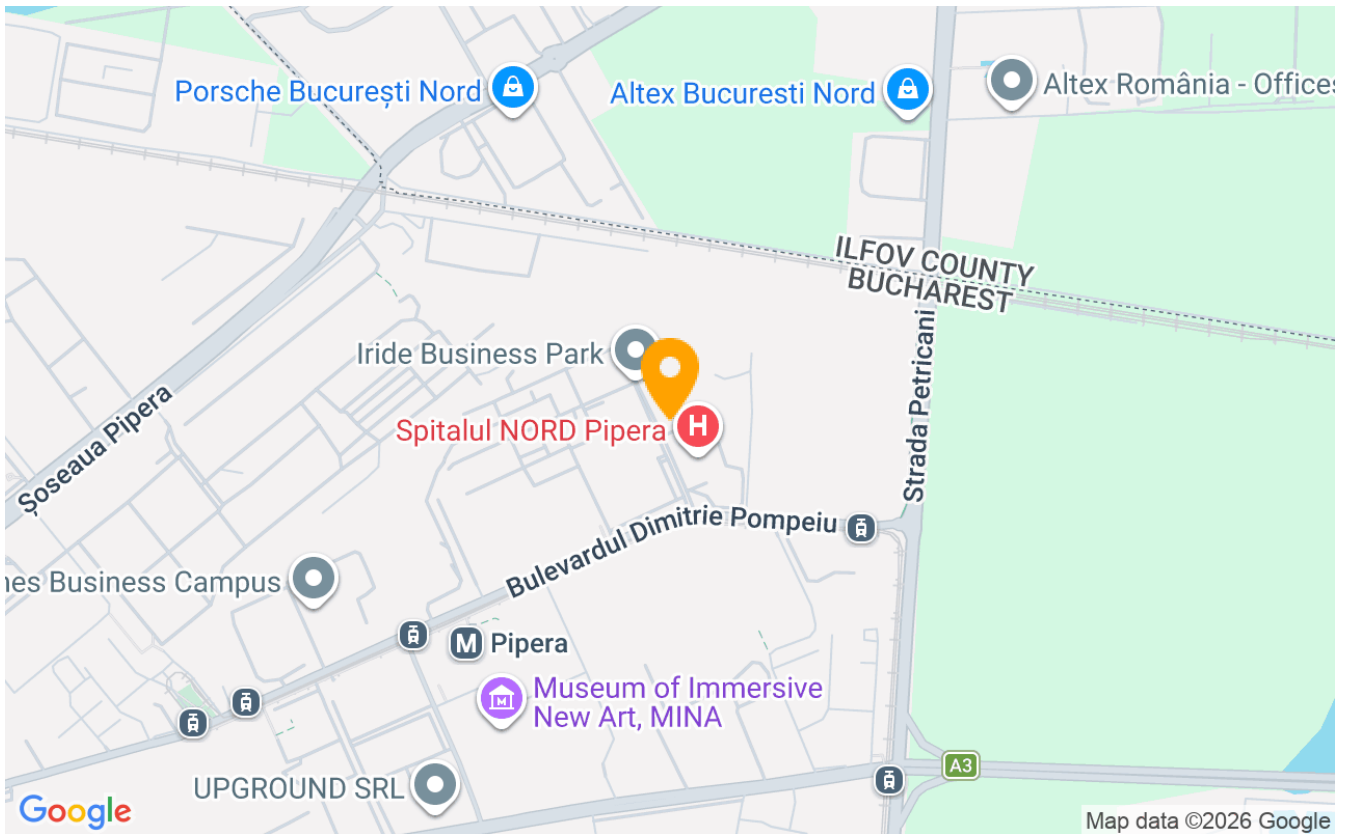 Porsche București Nord
Altex Bucuresti Nord
Altex România - Offices
ILFOV COUNTY
BUCHAREST
Iride Business Park
Spitalul NORD Pipera
H
Șoseaua Pipera
Strada Petricani
Bulevardul Dimitrie Pompeiu
nes Business Campus
M Pipera
Museum of Immersive
New Art, MINA
M
A3
UPGROUND SRL
Google
Map data ©2026 Google